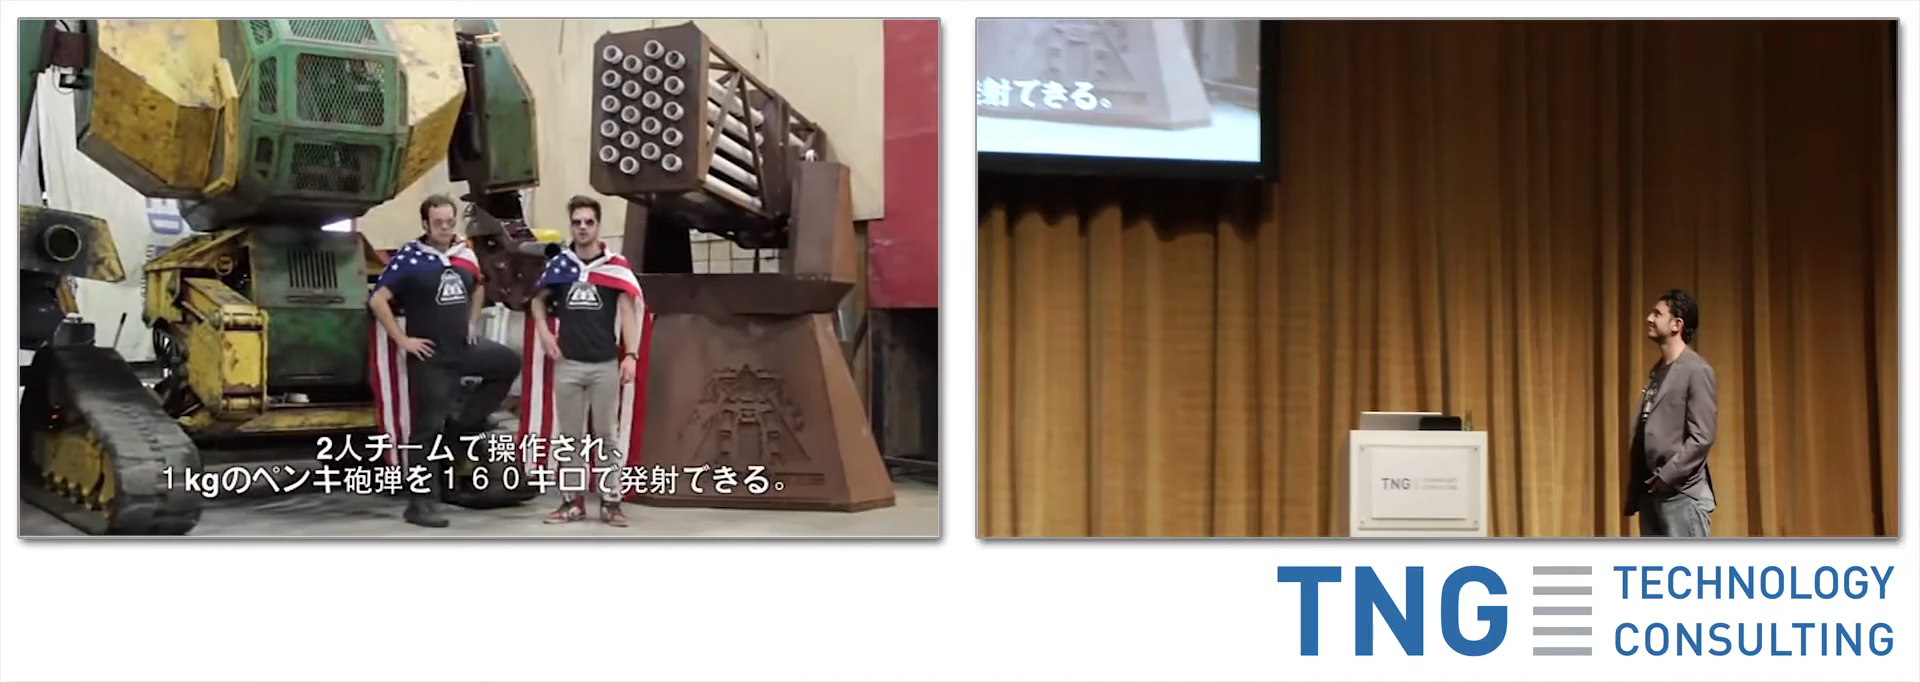 2人チームで操作され、
1kgのペンキ砲弾を１６０キロで発射できる。
発射できる。
TNG
TNG TECHNOLOGY
CONSULTING